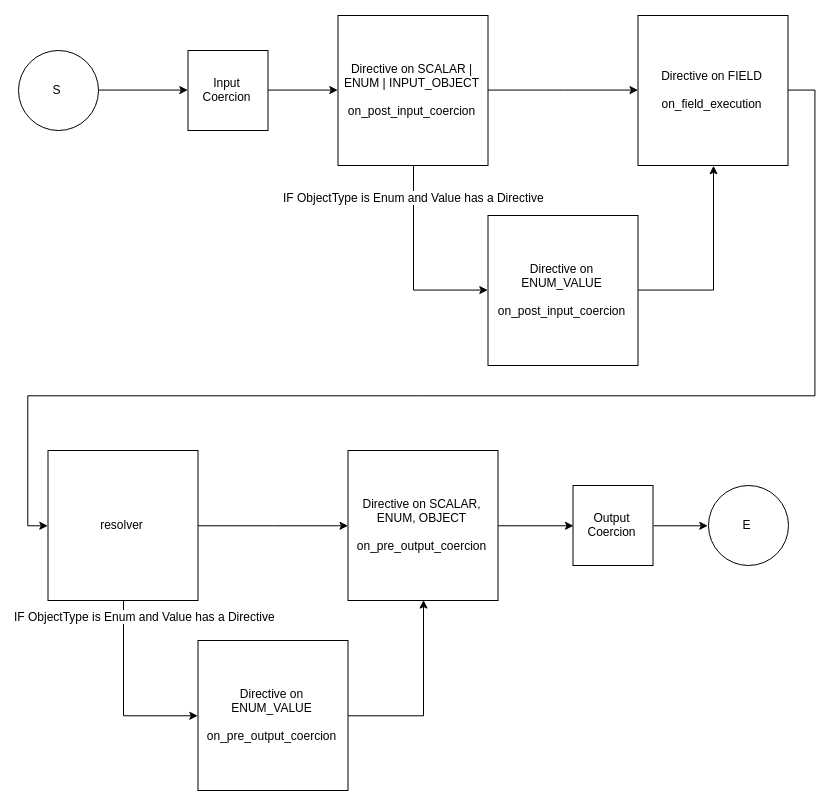 S
Input
Coercion
Directive on SCALAR |
ENUM | INPUT_OBJECT
on_post_input_coercion
Directive on FIELD
on_field_execution
IF ObjectType is Enum and Value has a Directive
Directive on
ENUM_VALUE
on_post_input_coercion
resolver
Directive on SCALAR,
ENUM, OBJECT
on_pre_output_coercion
Output
Coercion
E
IF ObjectType is Enum and Value has a Directive
Directive on
ENUM_VALUE
on_pre_output_coercion